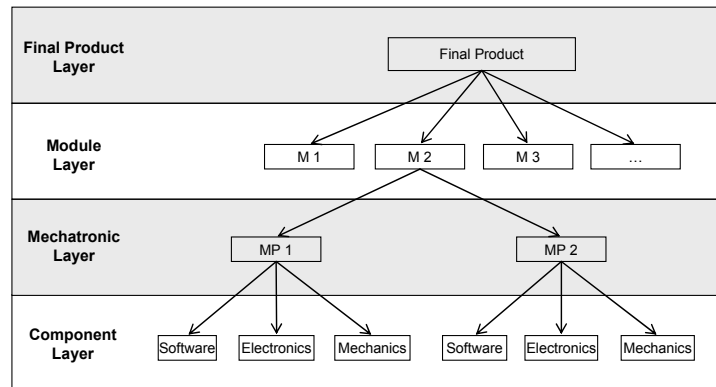 Final Product
Layer
Final Product
Module
Layer
M 1
M 2
M 3
...
Mechatronic
Layer
MP 1
MP 2
Component
Layer
Software
Electronics
Mechanics
Software
Electronics
Mechanics